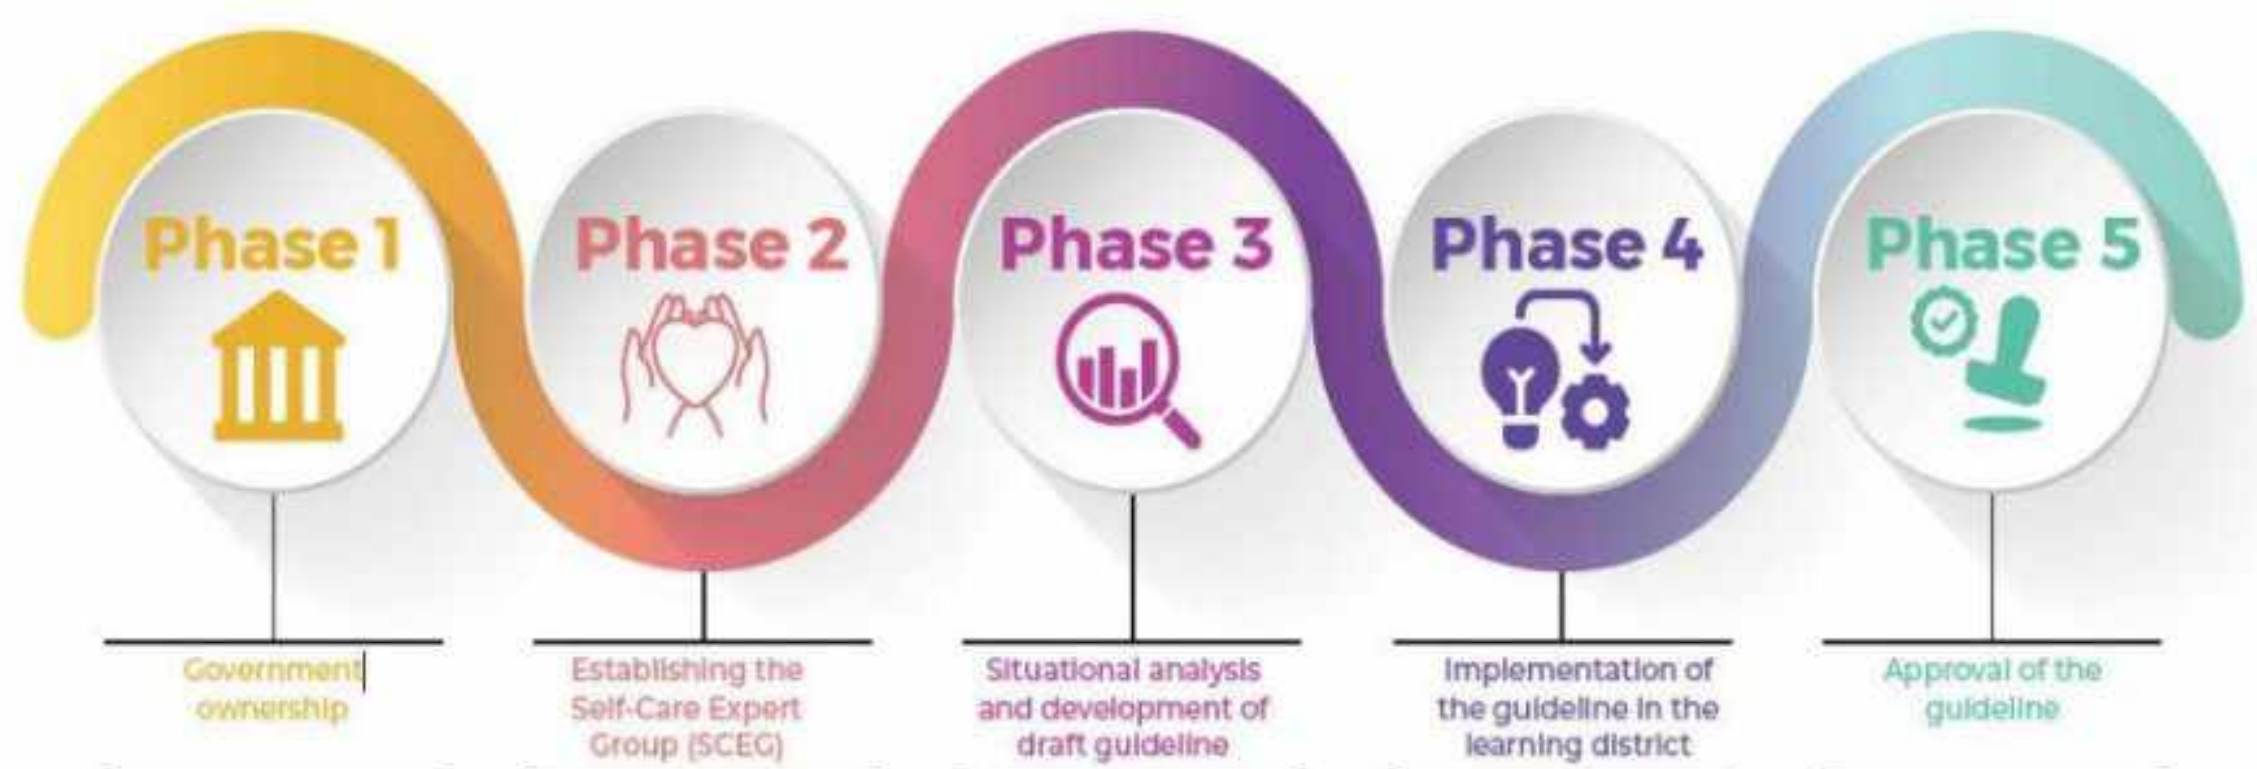 Phase 1
Phase 2
Phase 3
Phase 4
Phase 5
Government
ownership
Establishing the
Self-Care Expert
Group (SCEG)
Situational analysis
and development of
draft guideline
Implementation of
the guideline in the
learning district
Approval of the
guideline